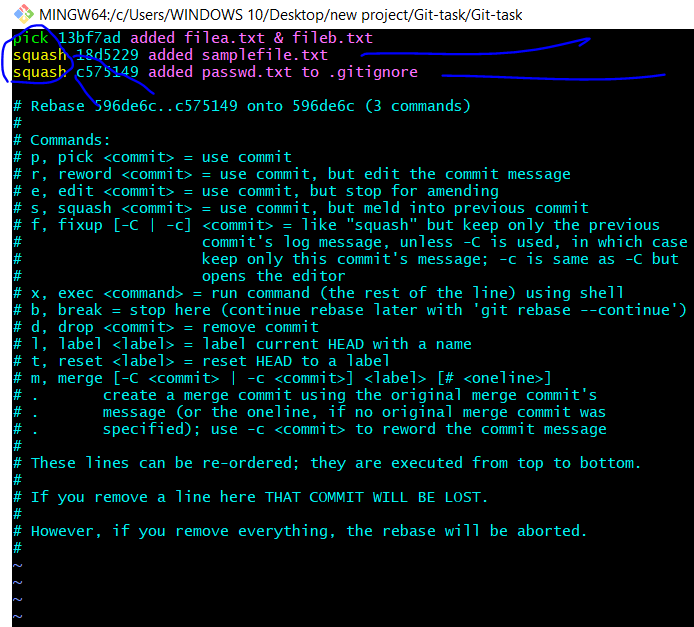 MINGW64:/c/Users/WINDOWS 10/Desktop/new project/Git-task/Git-task
pick 13bf7ad added filea.txt & fileb.txt
squash 18d5229 added samplefile.txt
squash c575149 added passwd.txt to .gitignore

# Rebase 596de6c..c575149 onto 596de6c (3 commands)
#
# Commands:
# p, pick <commit> = use commit
# r, reword <commit> = use commit, but edit the commit message
# e, edit <commit> = use commit, but stop for amending
# s, squash <commit> = use commit, but meld into previous commit
# f, fixup [-C | -c] <commit> = like "squash" but keep only the previous
#                    commit's log message, unless -C is used, in which case
#                    keep only this commit's message; -c is same as -C but
#                    opens the editor
# x, exec <command> = run command (the rest of the line) using shell
# b, break = stop here (continue rebase later with 'git rebase --continue')
# d, drop <commit> = remove commit
# l, label <label> = label current HEAD with a name
# t, reset <label> = reset HEAD to a label
# m, merge [-C <commit> | -c <commit>] <label> [# <oneline>]
# .       create a merge commit using the original merge commit's
# .       message (or the oneline, if no original merge commit was
# .       specified); use -c <commit> to reword the commit message
#
# These lines can be re-ordered; they are executed from top to bottom.
#
# If you remove a line here THAT COMMIT WILL BE LOST.
#
# However, if you remove everything, the rebase will be aborted.
#
~
~
~
~